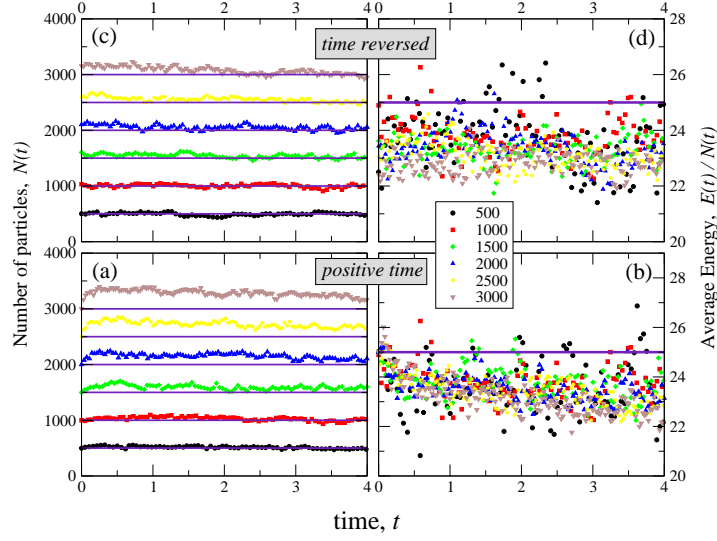 (c)
time reversed
(d)
4000
3000
2000
1000
0
0 1 2 3 4
0 1 2 3 4
28
26
24
22
20
Number of particles, N(t)
Average Energy, E(t) / N(t)
500
1000
1500
2000
2500
3000
(a)
positive time
(b)
4000
3000
2000
1000
0
0 1 2 3 4
0 1 2 3 4
28
26
24
22
20
time, t